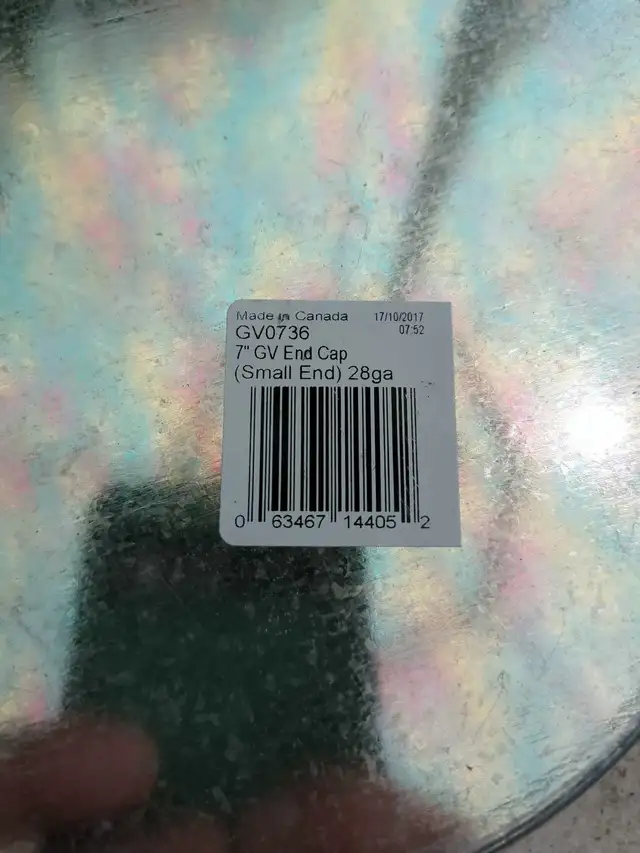 Made in Canada 17/10/2017
GV0736 07:52
7" GV End Cap
(Small End) 28ga
0 63467 14405 2